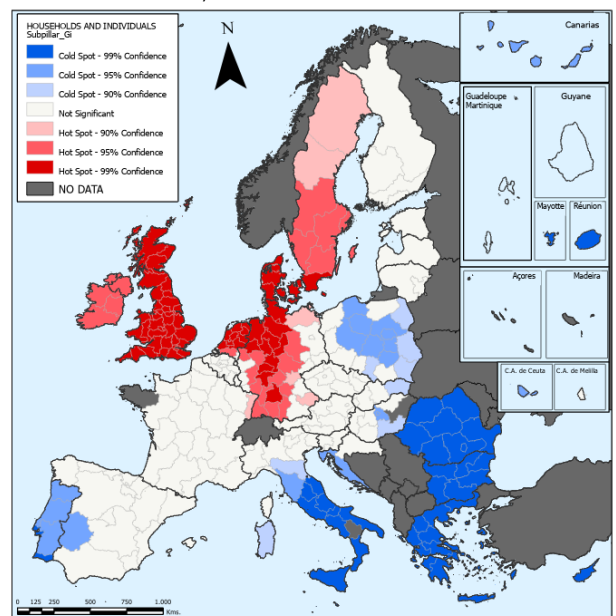 HOUSEHOLDS AND INDIVIDUALS
Subpillar_Gi
Cold Spot - 99% Confidence
Cold Spot - 95% Confidence
Cold Spot - 90% Confidence
Not Significant
Hot Spot - 90% Confidence
Hot Spot - 95% Confidence
Hot Spot - 99% Confidence
NO DATA
N
Canarias
Guadeloupe
Martinique
Guyane
Mayotte
Réunion
Açores
Madeira
C.A. de Ceuta
C.A. de Melilla
0 125 250 500 750 1.000
Kms.